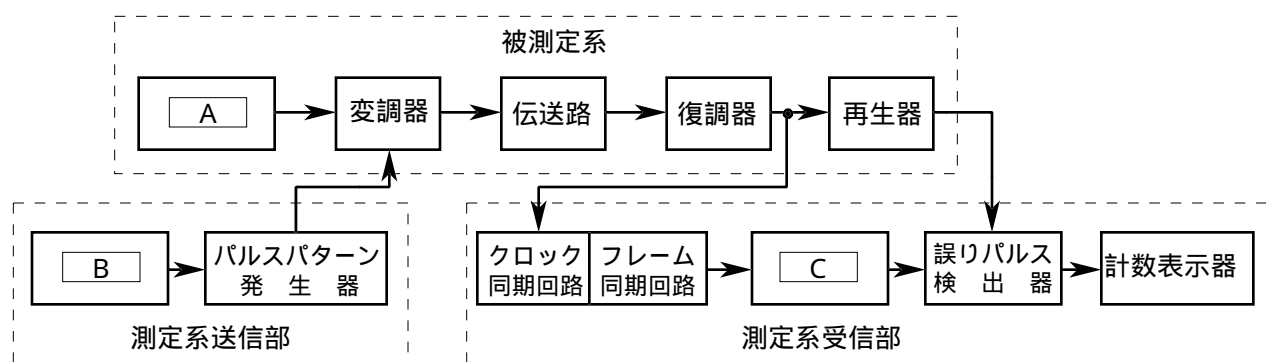 被測定系
A
変調器
伝送路
復調器
再生器
B
パルスパターン
発 生 器
クロック
同期回路
フレーム
同期回路
C
誤りパルス
検 出 器
計数表示器
測定系送信部
測定系受信部